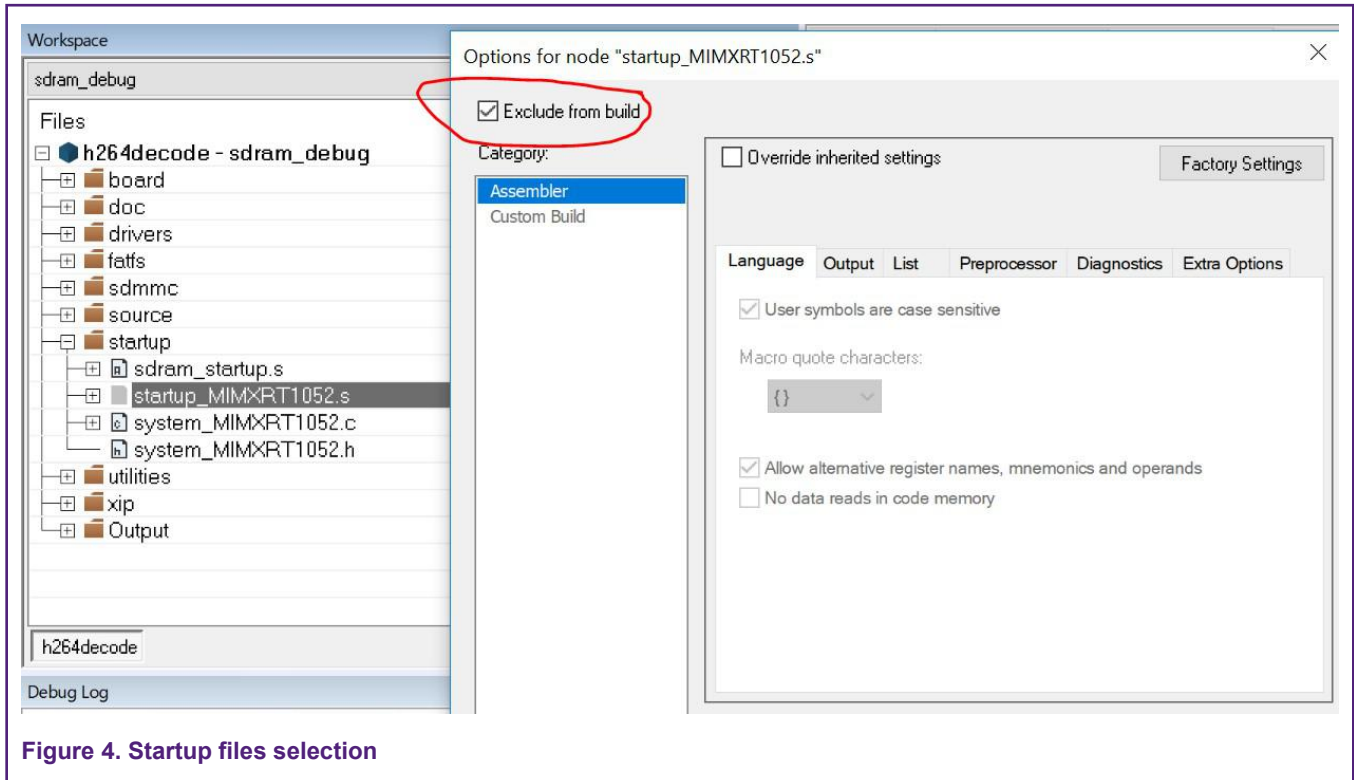 Workspace
sdram_debug
Files
h264decode - sdram_debug
board
doc
drivers
fatfs
sdmmc
source
startup
sdram_startup.s
startup_MIMXRT1052.s
system_MIMXRT1052.c
system_MIMXRT1052.h
utilities
xip
Output
h264decode
Debug Log
Options for node "startup_MIMXRT1052.s"
Exclude from build
Category:
Assembler
Custom Build
Override inherited settings
Factory Settings
Language Output List Preprocessor Diagnostics Extra Options
User symbols are case sensitive
Macro quote characters:
{}
Allow alternative register names, mnemonics and operands
No data reads in code memory
Figure 4. Startup files selection